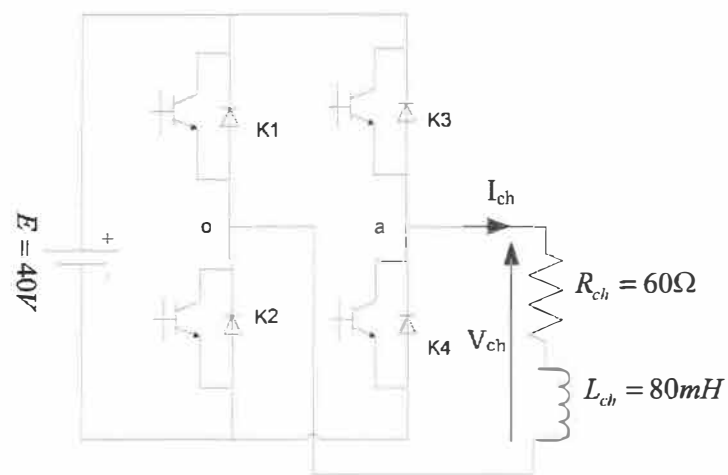 K1
K3
I_ch
o
a
E = 40V
+
-
R_ch = 60Ω
K2
K4
V_ch
L_ch = 80mH